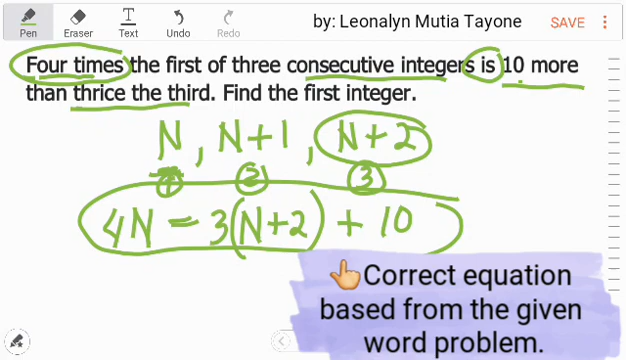 by: Leonalyn Mutia Tayone
SAVE
Pen Eraser Text Undo Redo
Four times the first of three consecutive integers is 10 more
than thrice the third. Find the first integer.
N, N+1, N+2
1 2 3
4N = 3(N+2) + 10
👆Correct equation
based from the given
word problem.